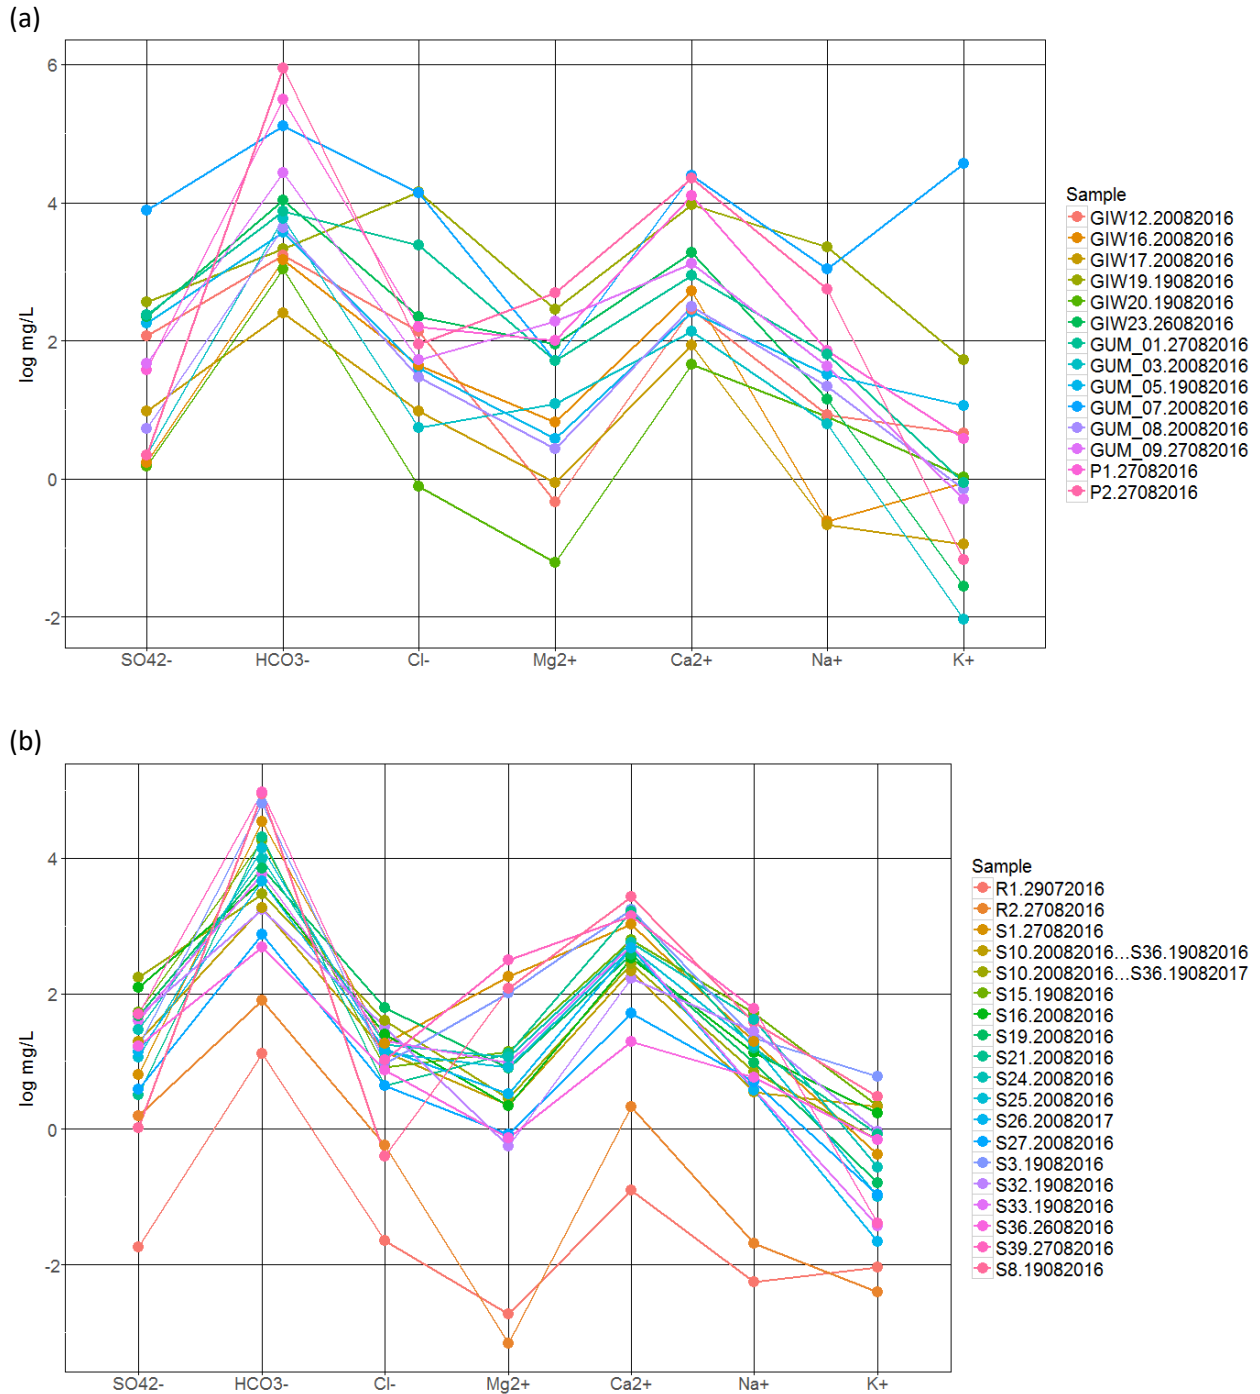 (a)
6
4
2
0
-2
log mg/L
SO42-
HCO3-
Cl-
Mg2+
Ca2+
Na+
K+
Sample
GIW12.20082016
GIW16.20082016
GIW17.20082016
GIW19.19082016
GIW20.19082016
GIW23.26082016
GUM_01.27082016
GUM_03.20082016
GUM_05.19082016
GUM_07.20082016
GUM_08.20082016
GUM_09.27082016
P1.27082016
P2.27082016
(b)
4
2
0
-2
log mg/L
SO42-
HCO3-
Cl-
Mg2+
Ca2+
Na+
K+
Sample
R1.29072016
R2.27082016
S1.27082016
S10.20082016...S36.19082016
S10.20082016...S36.19082017
S15.19082016
S16.20082016
S19.20082016
S21.20082016
S24.20082016
S25.20082016
S26.20082017
S27.20082016
S3.19082016
S32.19082016
S33.19082016
S36.26082016
S39.27082016
S8.19082016